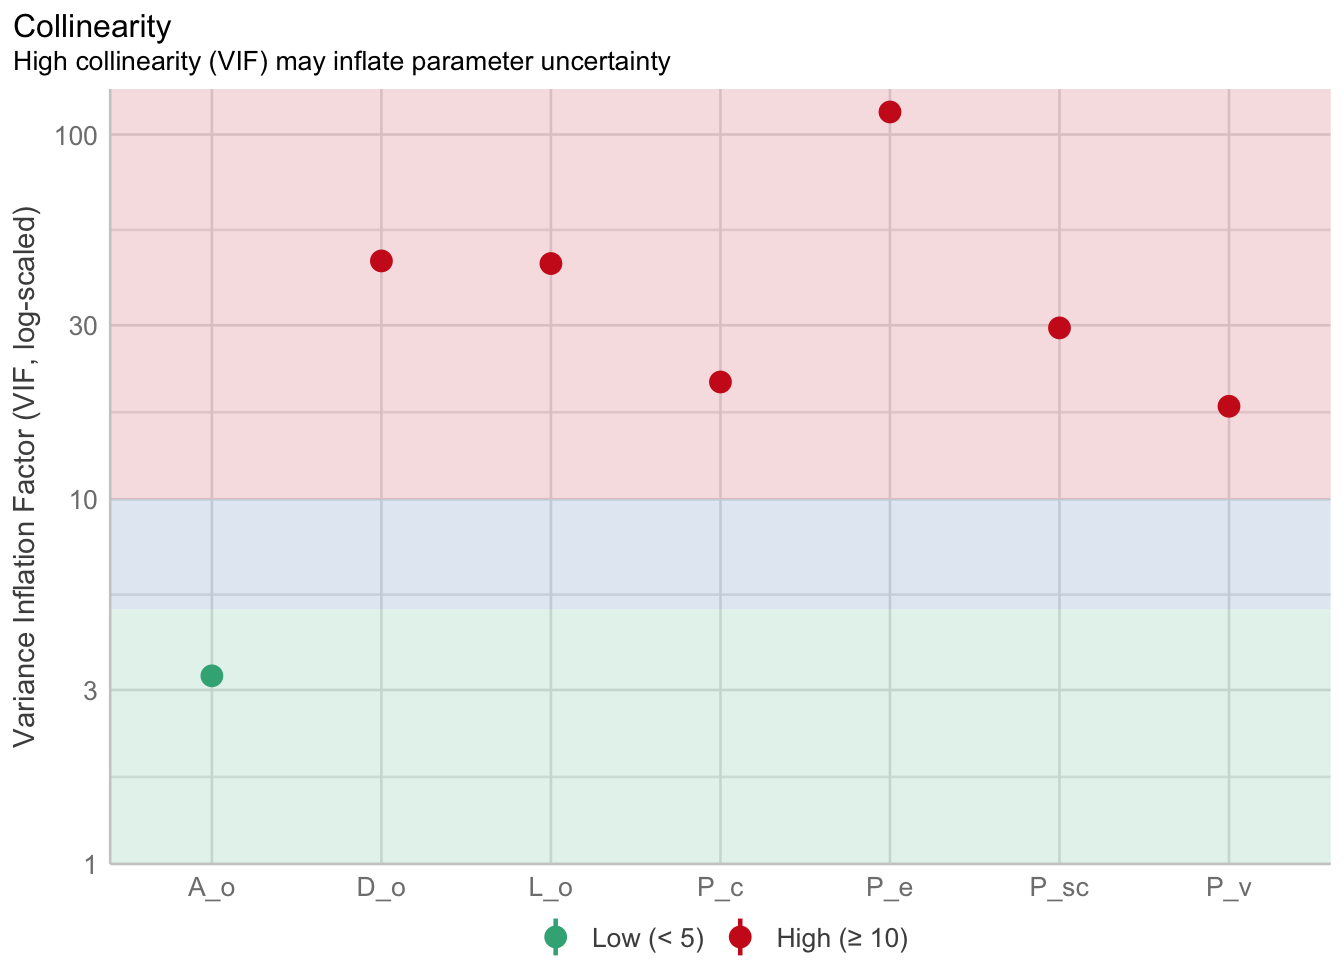 Collinearity
High collinearity (VIF) may inflate parameter uncertainty
Variance Inflation Factor (VIF, log-scaled)
100
30
10
3
1
A_o D_o L_o P_c P_e P_sc P_v
Low (< 5) High (≥ 10)